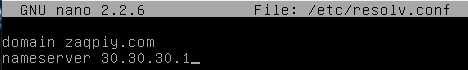 GNU nano 2.2.6 File: /etc/resolv.conf
domain zaqpiy.com
nameserver 30.30.30.1